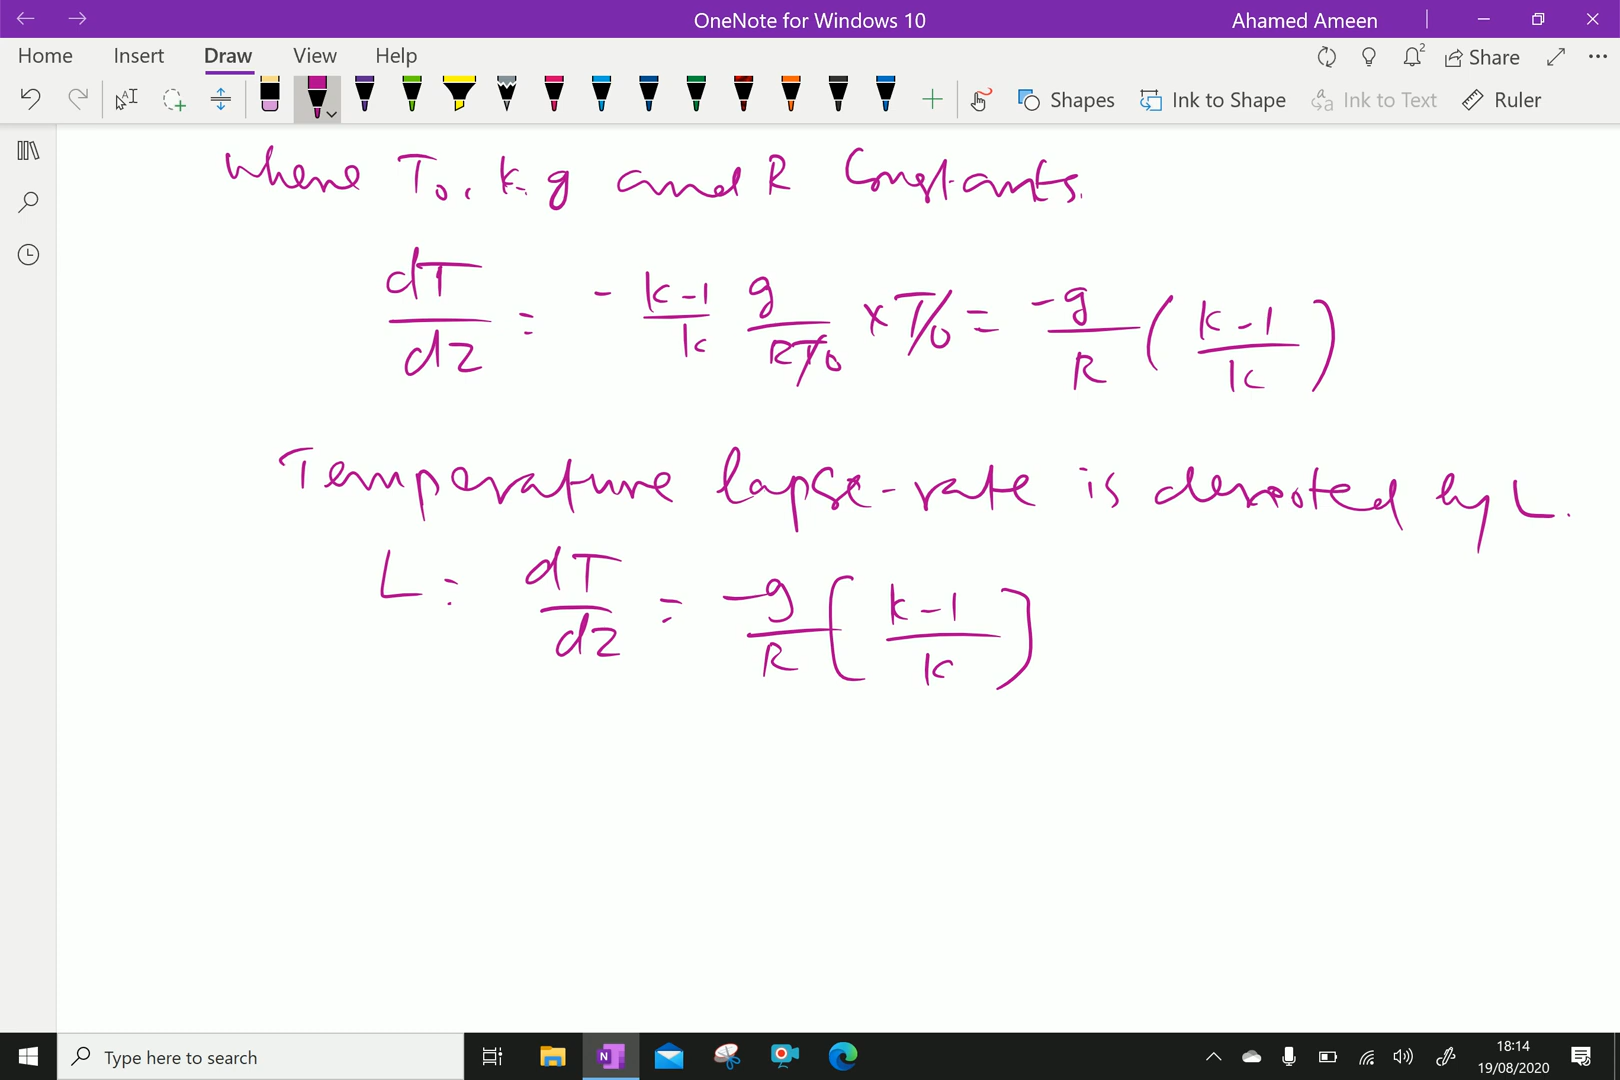 OneNote for Windows 10
Ahamed Ameen
Home Insert Draw View Help
2 Share
Shapes Ink to Shape Ink to Text Ruler
where T₀, k, g and R Constants.
dT/dz = - (k-1)/k g/(RT₀) × T₀ = -g/R ( (k-1)/k )
Temperature lapse-rate is denoted by L.
L = dT/dz = -g/R ( (k-1)/k )
Type here to search
18:14
19/08/2020